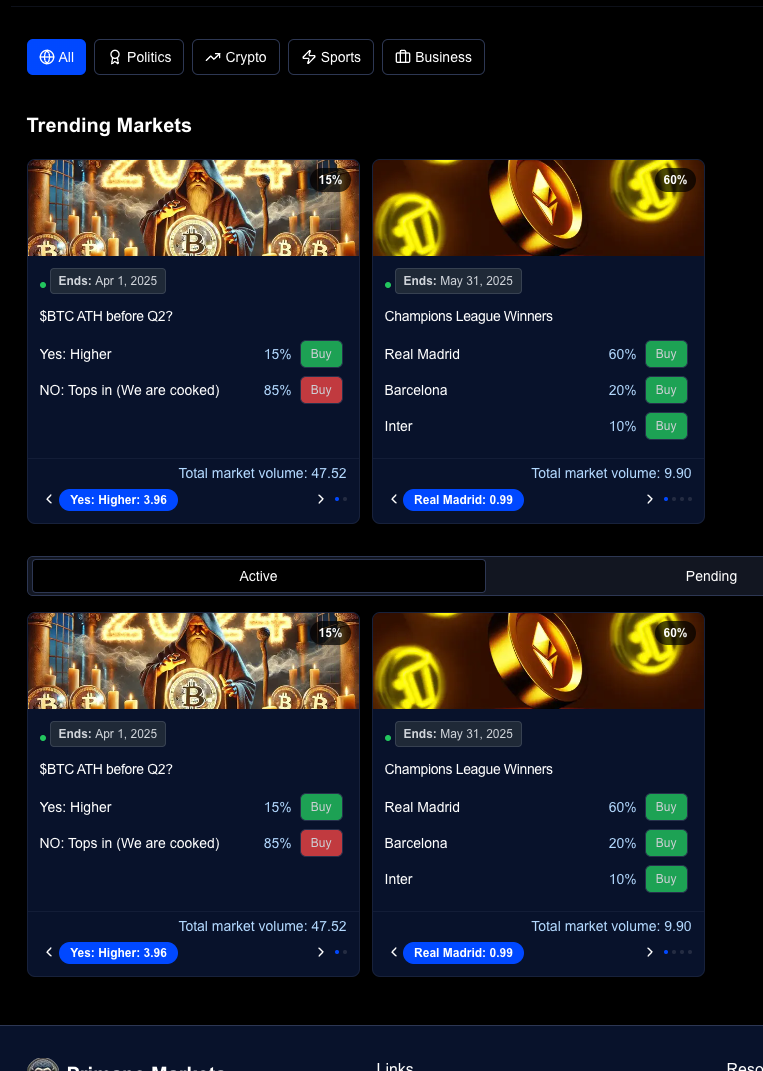 All Politics Crypto Sports Business
Trending Markets
2024
15%
60%
Ends: Apr 1, 2025
Ends: May 31, 2025
$BTC ATH before Q2?
Champions League Winners
Yes: Higher 15% Buy
Real Madrid 60% Buy
NO: Tops in (We are cooked) 85% Buy
Barcelona 20% Buy
Inter 10% Buy
Total market volume: 47.52
Total market volume: 9.90
Yes: Higher: 3.96
Real Madrid: 0.99
Active Pending
2024
15%
60%
Ends: Apr 1, 2025
Ends: May 31, 2025
$BTC ATH before Q2?
Champions League Winners
Yes: Higher 15% Buy
Real Madrid 60% Buy
NO: Tops in (We are cooked) 85% Buy
Barcelona 20% Buy
Inter 10% Buy
Total market volume: 47.52
Total market volume: 9.90
Yes: Higher: 3.96
Real Madrid: 0.99
Links